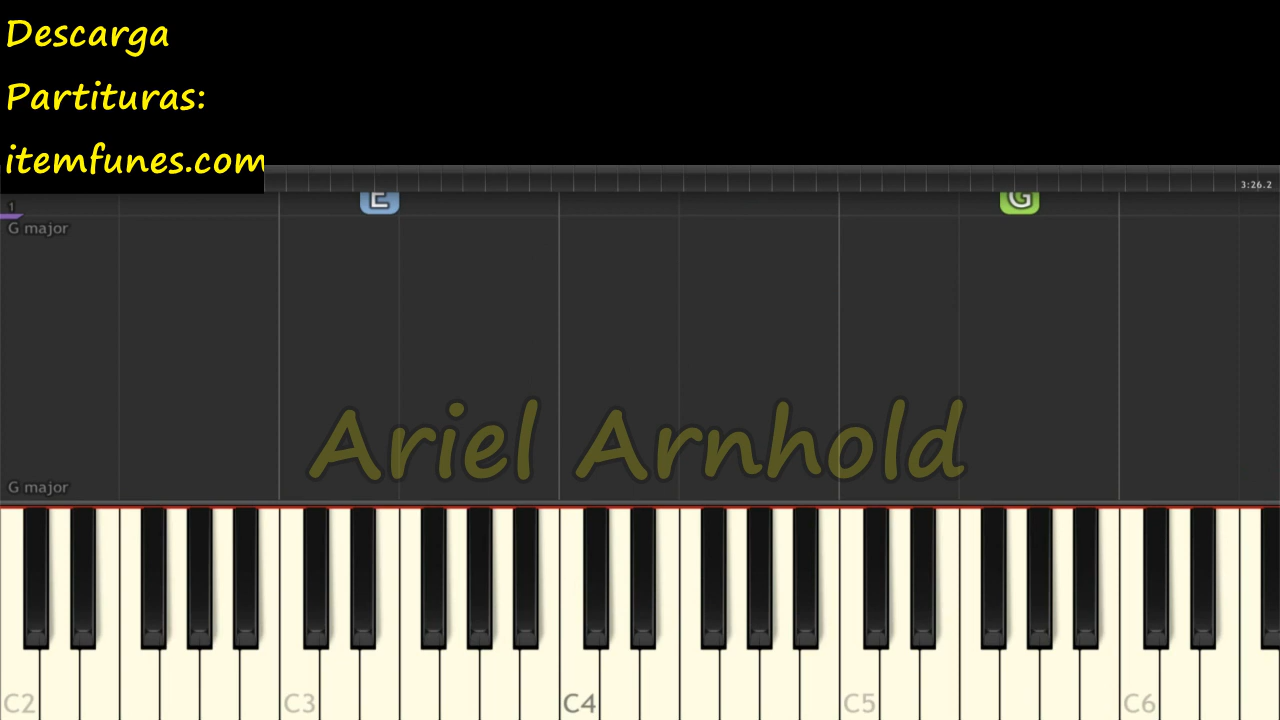 Descarga
Partituras:
itemfunes.com
3:26.2
E
G
1
G major
Ariel Arnhold
G major
C2
C3
C4
C5
C6